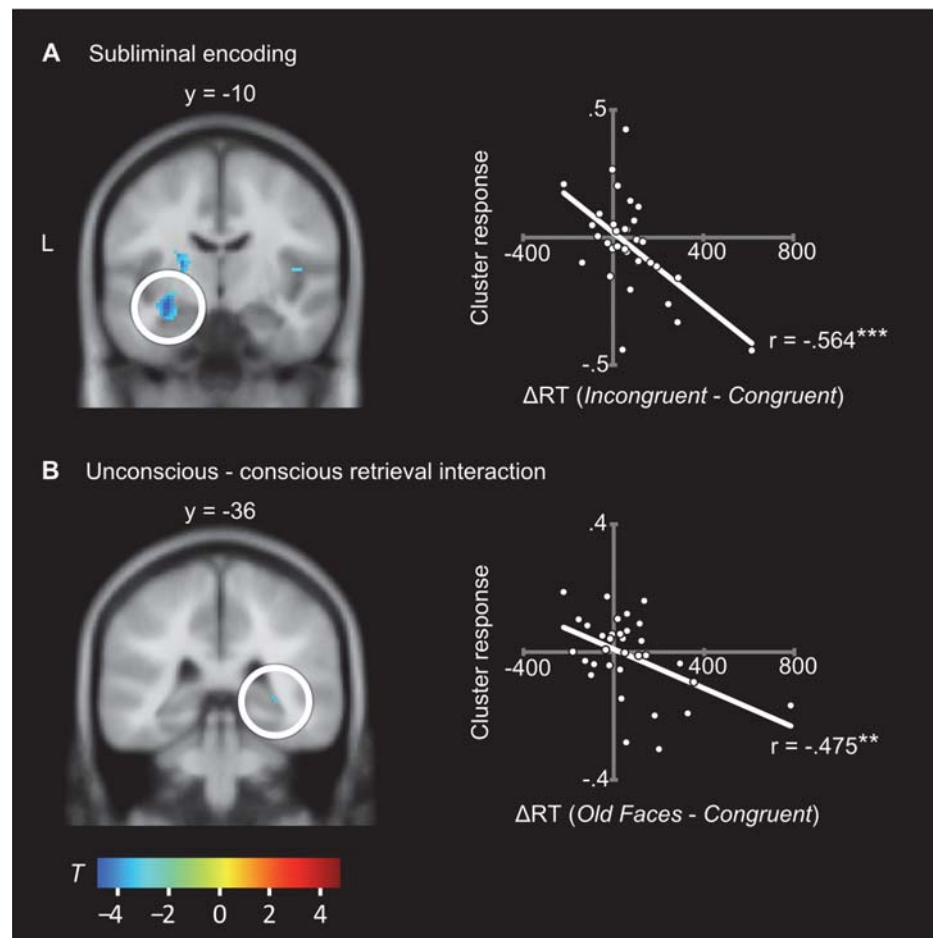 A Subliminal encoding
y = -10
L
.5
Cluster response
-400
400
800
r = -.564***
-.5
ΔRT (Incongruent - Congruent)
B Unconscious - conscious retrieval interaction
y = -36
.4
Cluster response
-400
400
800
r = -.475**
-.4
ΔRT (Old Faces - Congruent)
T
−4 −2 0 2 4